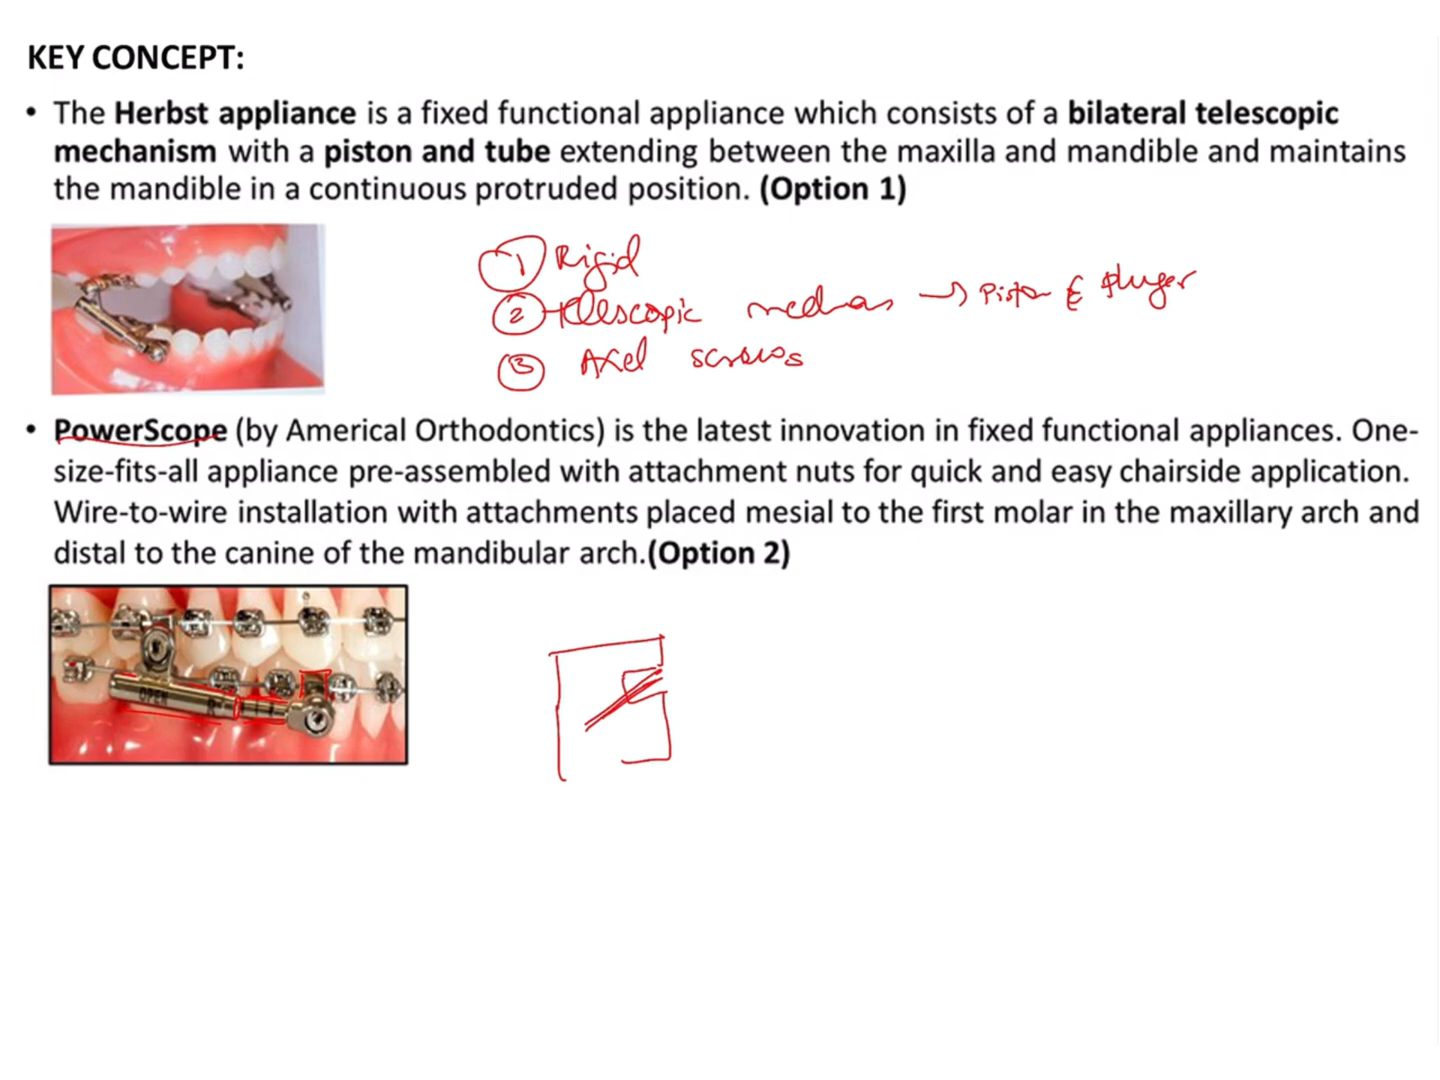 KEY CONCEPT:
• The Herbst appliance is a fixed functional appliance which consists of a bilateral telescopic
mechanism with a piston and tube extending between the maxilla and mandible and maintains
the mandible in a continuous protruded position. (Option 1)
1 Rigid
2 telescopic → Piston & plunger
3 Axel screws
• PowerScope (by Americal Orthodontics) is the latest innovation in fixed functional appliances. One-
size-fits-all appliance pre-assembled with attachment nuts for quick and easy chairside application.
Wire-to-wire installation with attachments placed mesial to the first molar in the maxillary arch and
distal to the canine of the mandibular arch.(Option 2)
OPEN